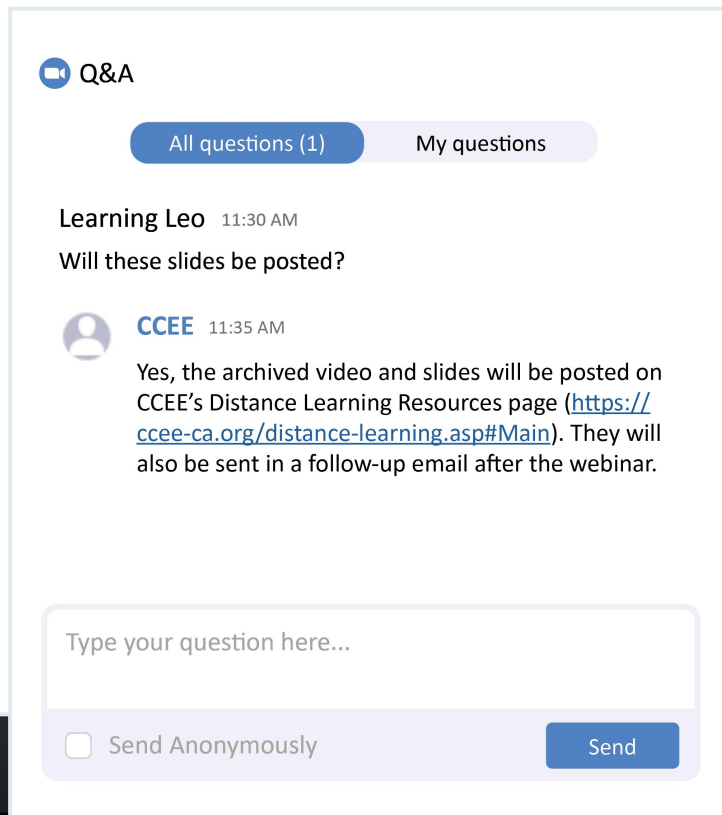 Q&A
All questions (1)
My questions
Learning Leo 11:30 AM
Will these slides be posted?
CCEE 11:35 AM
Yes, the archived video and slides will be posted on
CCEE’s Distance Learning Resources page (https://
ccee-ca.org/distance-learning.asp#Main). They will
also be sent in a follow-up email after the webinar.
Type your question here...
Send Anonymously
Send